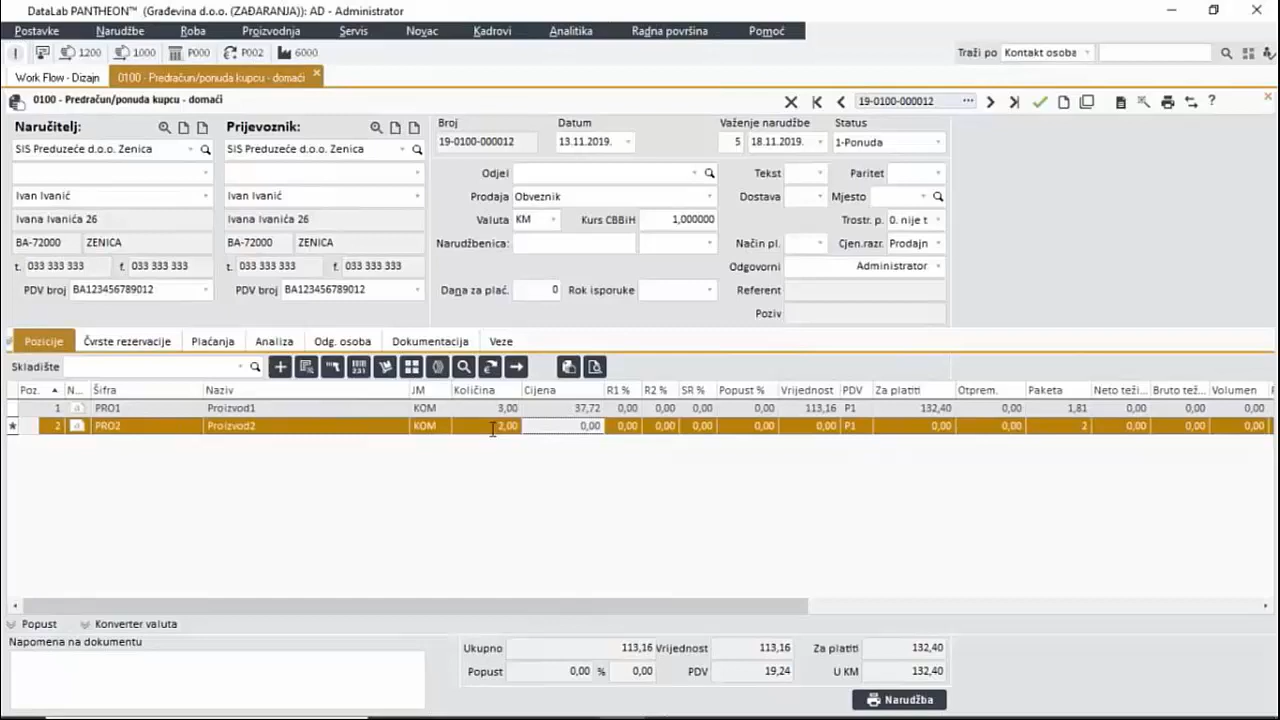 DataLab PANTHEON™ (Građevina d.o.o. (ZAĐARANJA)): AD - Administrator
Postavke Narudžbe Roba Proizvodnja Servis Novac Kadrovi Analitika Radna površina Pomoć
1200 1000 P000 P002 6000 Traži po Kontakt osoba
Work Flow - Dizajn 0100 - Predračun/ponuda kupcu - domaći
0100 - Predračun/ponuda kupcu - domaći 19-0100-000012
Naručitelj: Prijevoznik: Broj Datum Važenje narudžbe Status
19-0100-000012 13.11.2019. 5 18.11.2019. 1-Ponuda
SIS Preduzeće d.o.o. Zenica SIS Preduzeće d.o.o. Zenica
Odjel Tekst Paritet
Ivan Ivanić Ivan Ivanić Prodaja Obveznik Dostava Mjesto
Ivana Ivanića 26 Ivana Ivanića 26 Valuta KM Kurs CBBiH 1,000000 Trostr. p. 0. nije t
BA-72000 ZENICA BA-72000 ZENICA Narudžbenica: Način pl. Cjen.razr. Prodajn
t. 033 333 333 f. 033 333 333 t. 033 333 333 f. 033 333 333 Odgovorni Administrator
PDV broj BA123456789012 PDV broj BA123456789012 Dana za plać. 0 Rok isporuke Referent
Poziv
Pozicije Čvrste rezervacije Plaćanja Analiza Odg. osoba Dokumentacija Veze
Skladište
Poz. N... Šifra Naziv JM Količina Cijena R1 % R2 % SR % Popust % Vrijednost PDV Za platiti Otprem. Paketa Neto teži... Bruto tež... Volumen
1 PRO1 Proizvod1 KOM 3,00 37,72 0,00 0,00 0,00 0,00 113,16 P1 132,40 0,00 1,81 0,00 0,00 0,00
2 PRO2 Proizvod2 KOM 2,00 0,00 0,00 0,00 0,00 0,00 0,00 P1 0,00 0,00 2 0,00 0,00 0,00
Popust Konverter valuta
Napomena na dokumentu
Ukupno 113,16 Vrijednost 113,16 Za platiti 132,40
Popust 0,00 % 0,00 PDV 19,24 U KM 132,40
Narudžba